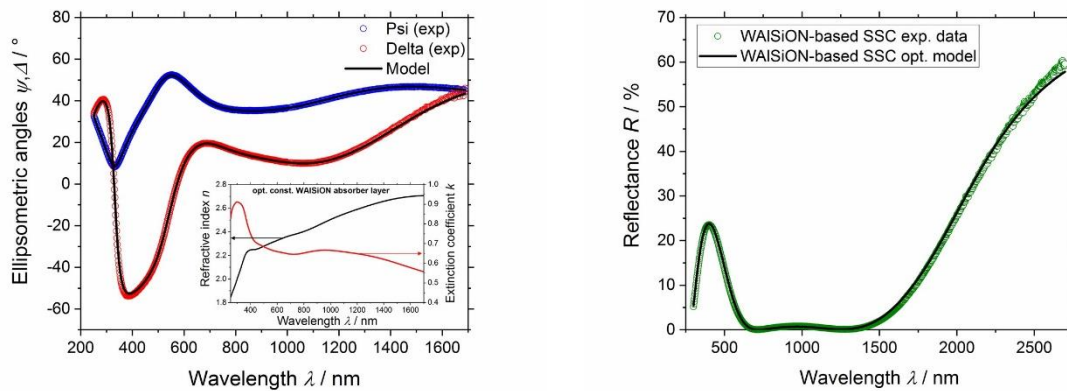 Ellipsometric angles ψ,Δ / °
80
60
40
20
0
-20
-40
-60
Psi (exp)
Delta (exp)
Model
opt. const. WAlSiON absorber layer
Refractive index n
2.8
2.6
2.4
2.2
2.0
1.8
1.0
0.9
0.8
0.7
0.6
0.5
0.4
Extinction coefficient k
400 600 800 1000 1200 1400 1600
Wavelength λ / nm
200 400 600 800 1000 1200 1400 1600
Wavelength λ / nm
Reflectance R / %
70
60
50
40
30
20
10
0
WAlSiON-based SSC exp. data
WAlSiON-based SSC opt. model
500 1000 1500 2000 2500
Wavelength λ / nm